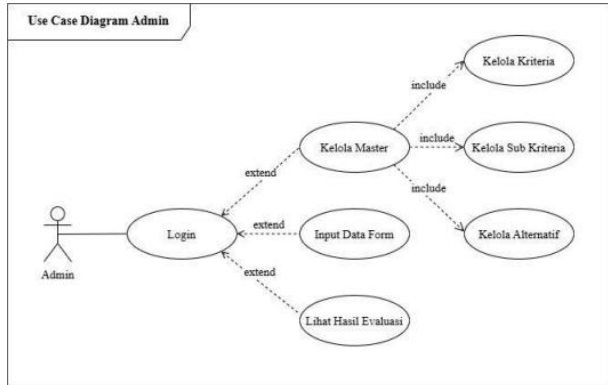 Use Case Diagram Admin
Kelola Kriteria
include
Kelola Master
include
Kelola Sub Kriteria
extend
include
Login
extend
Input Data Form
Kelola Alternatif
Admin
extend
Lihat Hasil Evaluasi